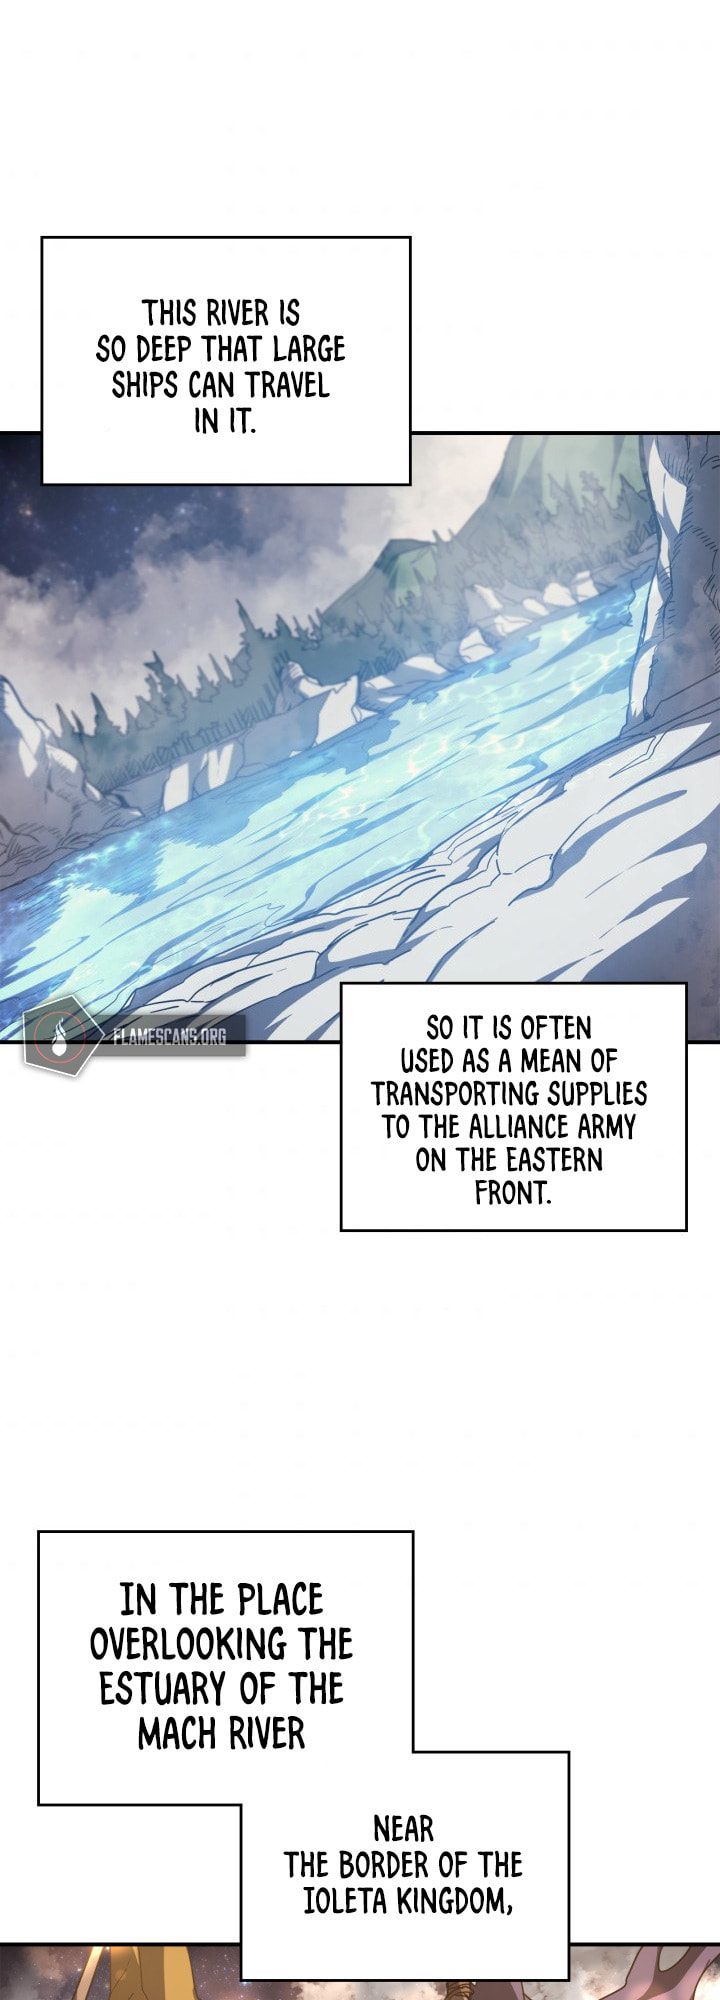 THIS RIVER IS
SO DEEP THAT LARGE
SHIPS CAN TRAVEL
IN IT.
FLAMESCANS.ORG
SO IT IS OFTEN
USED AS A MEAN OF
TRANSPORTING SUPPLIES
TO THE ALLIANCE ARMY
ON THE EASTERN
FRONT.
IN THE PLACE
OVERLOOKING THE
ESTUARY OF THE
MACH RIVER
NEAR
THE BORDER OF THE
IOLETA KINGDOM,